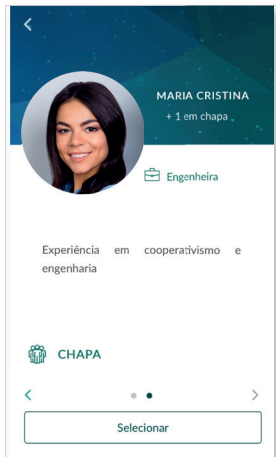 MARIA CRISTINA
+ 1 em chapa
Engenheira
Experiência em cooperativismo e
engenharia
CHAPA
Selecionar